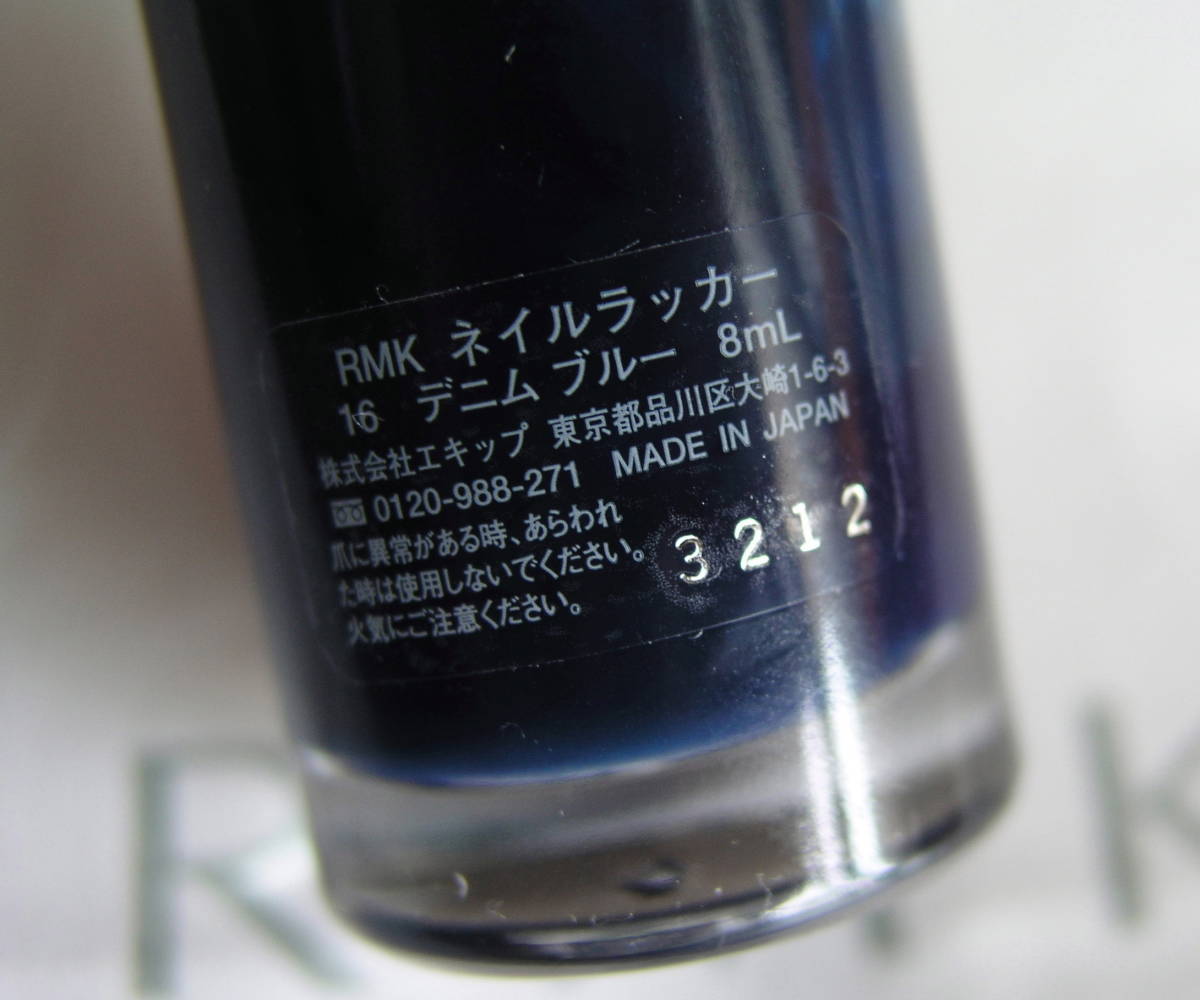 RMK ネイルラッカー
16 デニム ブルー 8mL
株式会社エキップ 東京都品川区大崎1-6-3
0120-988-271 MADE IN JAPAN
爪に異常がある時、あらわれ
た時は使用しないでください。
火気にご注意ください。
3212
R M K